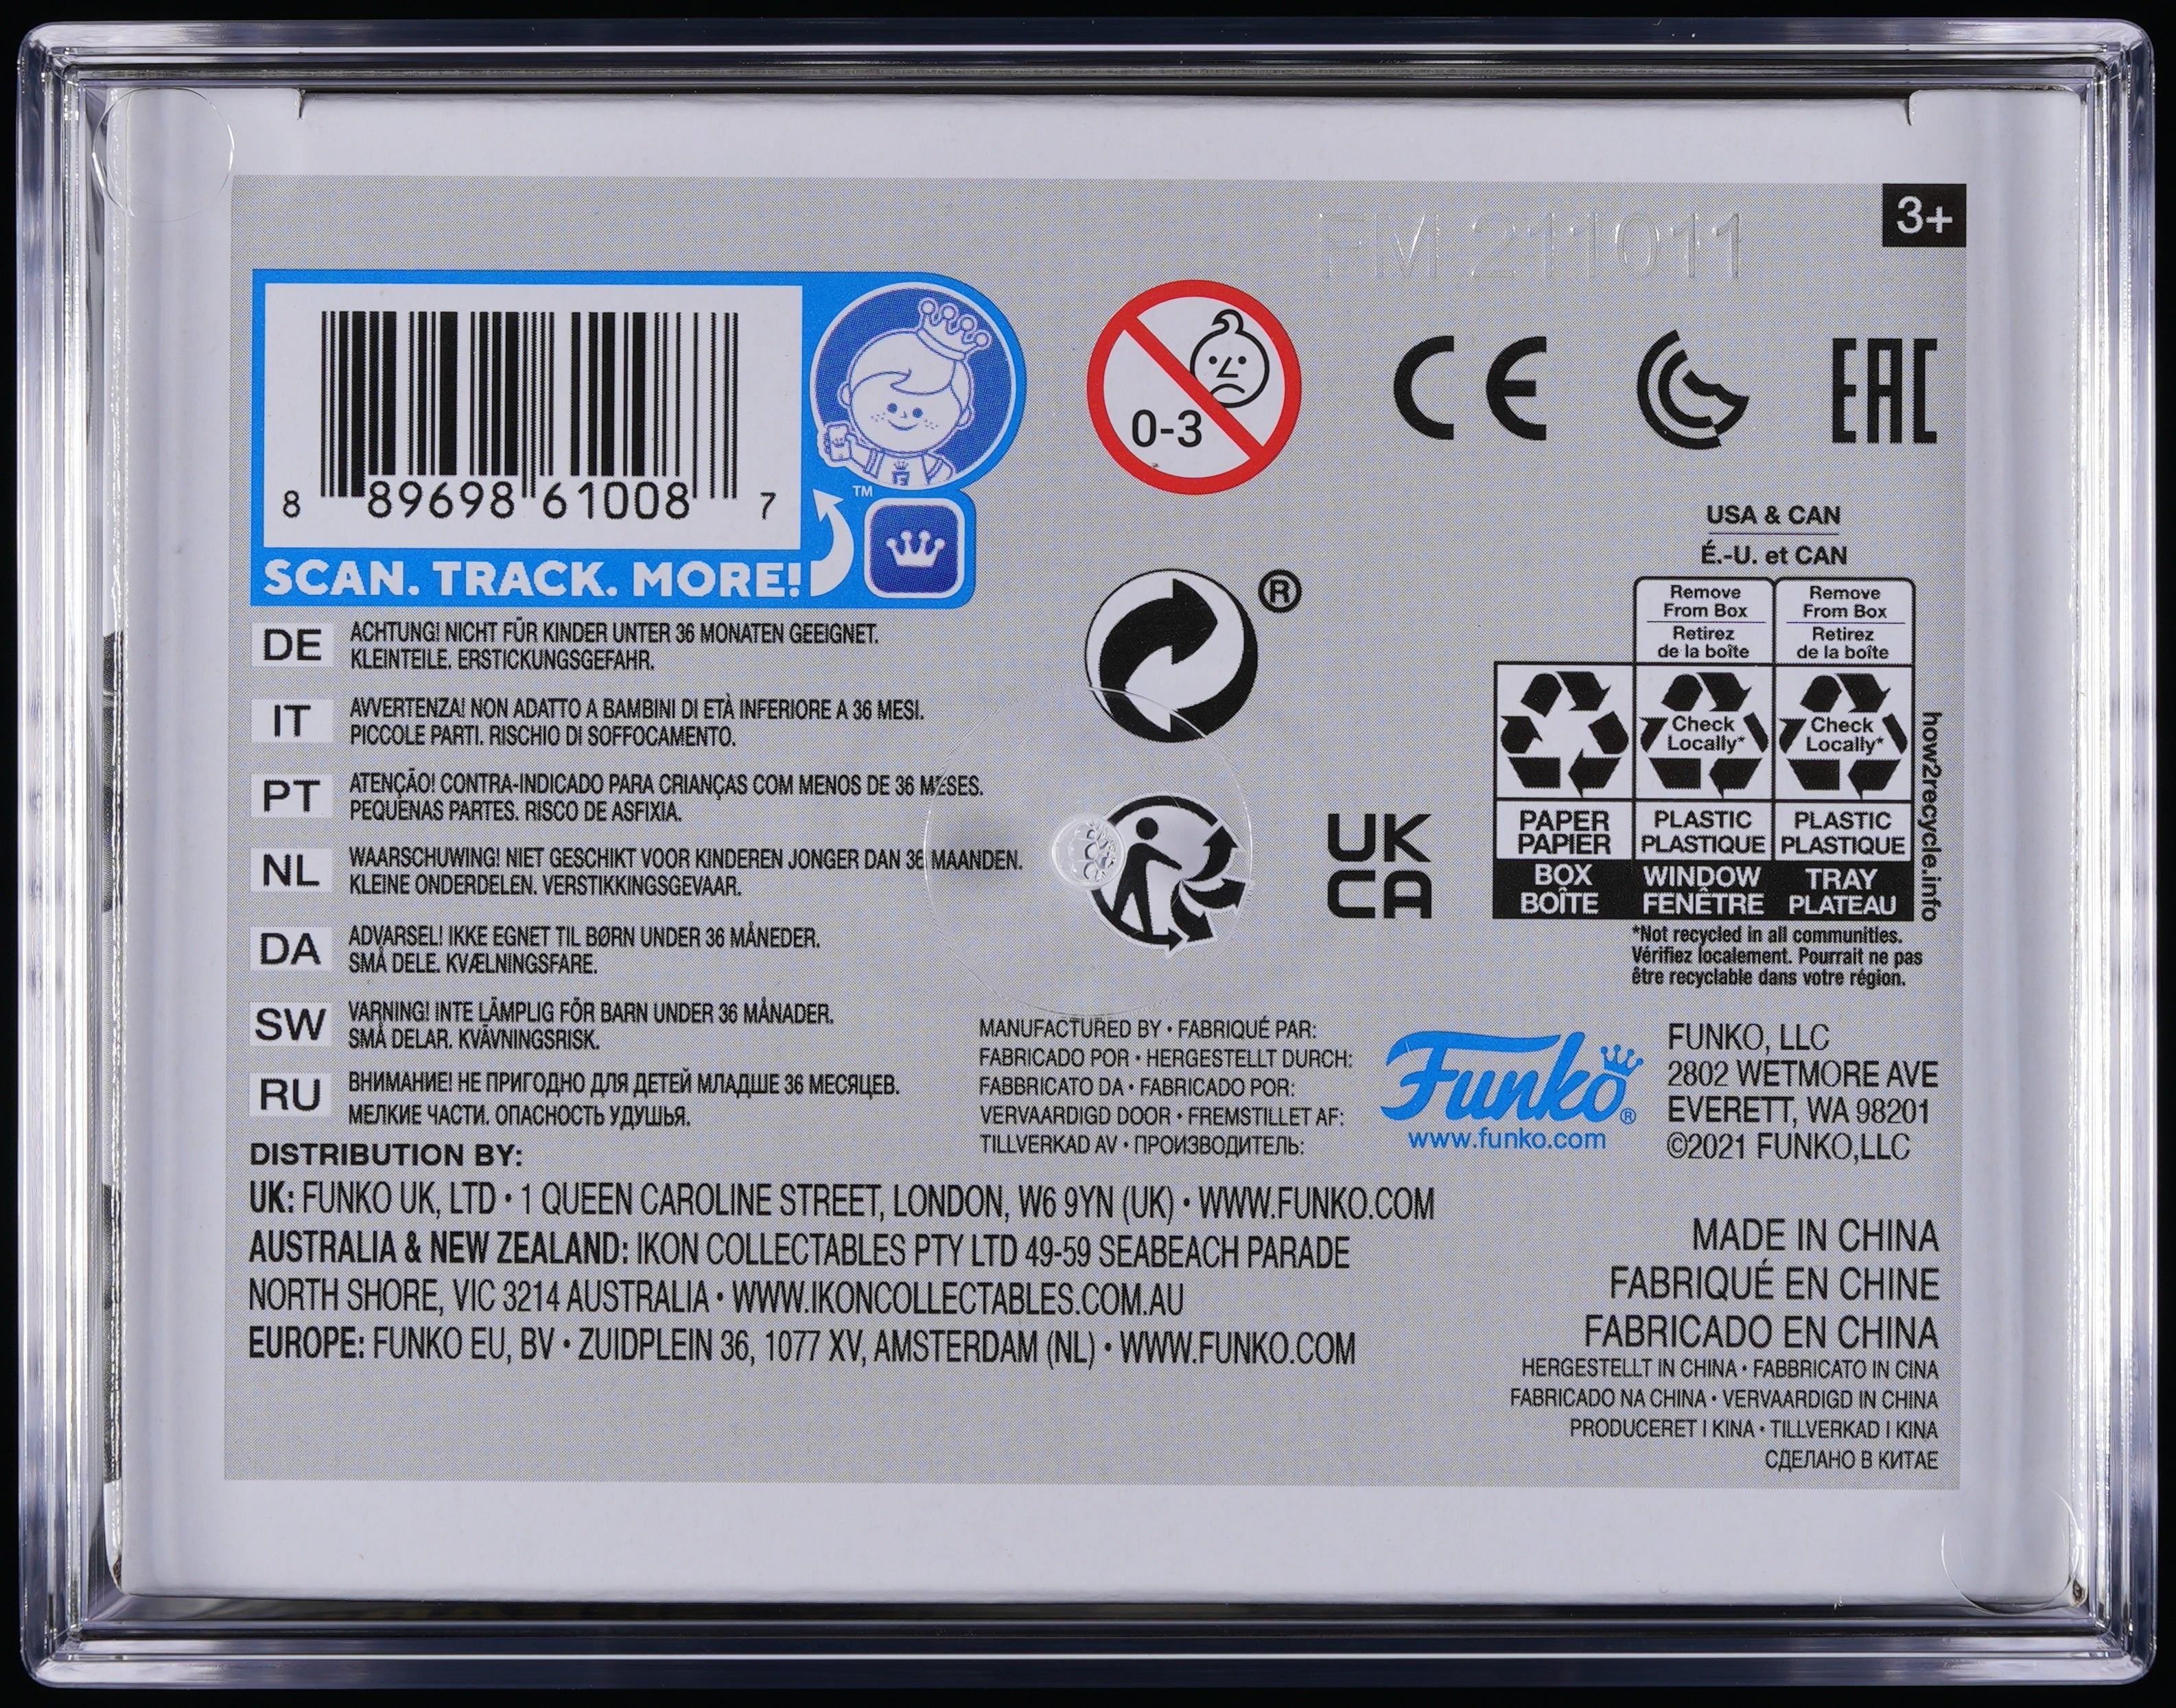 FM 211011
3+
8 89698 61008 7
™
SCAN. TRACK. MORE!
0-3
CE
EAC
®
USA & CAN
É.-U. et CAN
Remove
From Box
Retirez
de la boîte
Remove
From Box
Retirez
de la boîte
Check
Locally*
Check
Locally*
PAPER
PAPIER
PLASTIC
PLASTIQUE
PLASTIC
PLASTIQUE
BOX
BOÎTE
WINDOW
FENÊTRE
TRAY
PLATEAU
how2recycle.info
*Not recycled in all communities.
Vérifiez localement. Pourrait ne pas
être recyclable dans votre région.
UK
CA
DE ACHTUNG! NICHT FÜR KINDER UNTER 36 MONATEN GEEIGNET.
KLEINTEILE. ERSTICKUNGSGEFAHR.
IT AVVERTENZA! NON ADATTO A BAMBINI DI ETÀ INFERIORE A 36 MESI.
PICCOLE PARTI. RISCHIO DI SOFFOCAMENTO.
PT ATENÇÃO! CONTRA-INDICADO PARA CRIANÇAS COM MENOS DE 36 MESES.
PEQUENAS PARTES. RISCO DE ASFIXIA.
NL WAARSCHUWING! NIET GESCHIKT VOOR KINDEREN JONGER DAN 36 MAANDEN.
KLEINE ONDERDELEN. VERSTIKKINGSGEVAAR.
DA ADVARSEL! IKKE EGNET TIL BØRN UNDER 36 MÅNEDER.
SMÅ DELE. KVÆLNINGSFARE.
SW VARNING! INTE LÄMPLIG FÖR BARN UNDER 36 MÅNADER.
SMÅ DELAR. KVÄVNINGSRISK.
RU ВНИМАНИЕ! НЕ ПРИГОДНО ДЛЯ ДЕТЕЙ МЛАДШЕ 36 МЕСЯЦЕВ.
МЕЛКИЕ ЧАСТИ. ОПАСНОСТЬ УДУШЬЯ.
MANUFACTURED BY • FABRIQUÉ PAR:
FABRICADO POR • HERGESTELLT DURCH:
FABBRICATO DA • FABRICADO POR:
VERVAARDIGD DOOR • FREMSTILLET AF:
TILLVERKAD AV • ПРОИЗВОДИТЕЛЬ:
Funko®
www.funko.com
FUNKO, LLC
2802 WETMORE AVE
EVERETT, WA 98201
©2021 FUNKO,LLC
DISTRIBUTION BY:
UK: FUNKO UK, LTD • 1 QUEEN CAROLINE STREET, LONDON, W6 9YN (UK) • WWW.FUNKO.COM
AUSTRALIA & NEW ZEALAND: IKON COLLECTABLES PTY LTD 49-59 SEABEACH PARADE
NORTH SHORE, VIC 3214 AUSTRALIA • WWW.IKONCOLLECTABLES.COM.AU
EUROPE: FUNKO EU, BV • ZUIDPLEIN 36, 1077 XV, AMSTERDAM (NL) • WWW.FUNKO.COM
MADE IN CHINA
FABRIQUÉ EN CHINE
FABRICADO EN CHINA
HERGESTELLT IN CHINA • FABBRICATO IN CINA
FABRICADO NA CHINA • VERVAARDIGD IN CHINA
PRODUCERET I KINA • TILLVERKAD I KINA
СДЕЛАНО В КИТАЕ